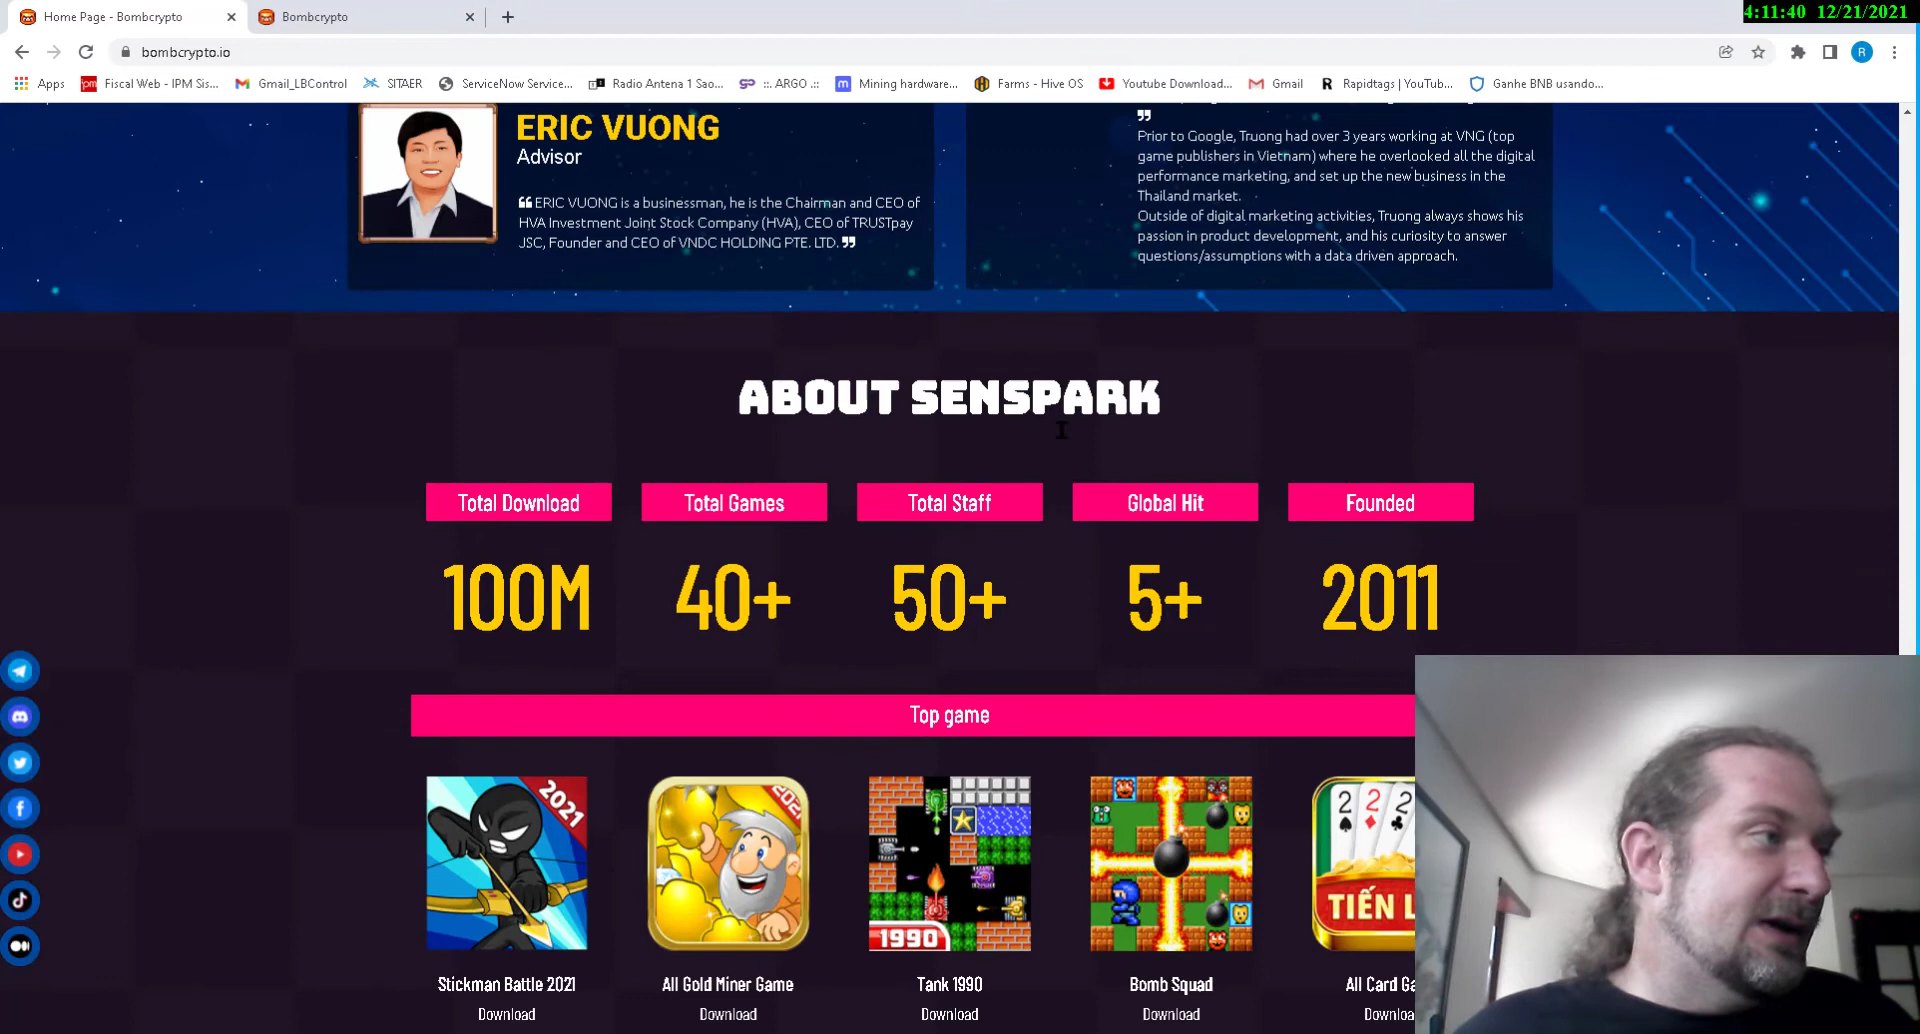 Home Page - Bombcrypto
Bombcrypto
4:11:40 12/21/2021
bombcrypto.io
R
Apps
Fiscal Web - IPM Sis...
Gmail_LBControl
SITAER
ServiceNow Service...
Radio Antena 1 Sao...
::. ARGO .::
Mining hardware...
Farms - Hive OS
Youtube Download...
Gmail
Rapidtags | YouTub...
Ganhe BNB usando...
ERIC VUONG
Advisor
ERIC VUONG is a businessman, he is the Chairman and CEO of
HVA Investment Joint Stock Company (HVA), CEO of TRUSTpay
JSC, Founder and CEO of VNDC HOLDING PTE. LTD.
Prior to Google, Truong had over 3 years working at VNG (top
game publishers in Vietnam) where he overlooked all the digital
performance marketing, and set up the new business in the
Thailand market.
Outside of digital marketing activities, Truong always shows his
passion in product development, and his curiosity to answer
questions/assumptions with a data driven approach.
ABOUT SENSPARK
Total Download
Total Games
Total Staff
Global Hit
Founded
100M
40+
50+
5+
2011
Top game
2021
2021
1990
2 2 2
TIẾN L
Stickman Battle 2021
All Gold Miner Game
Tank 1990
Bomb Squad
All Card Ga
Download
Download
Download
Download
Downloa